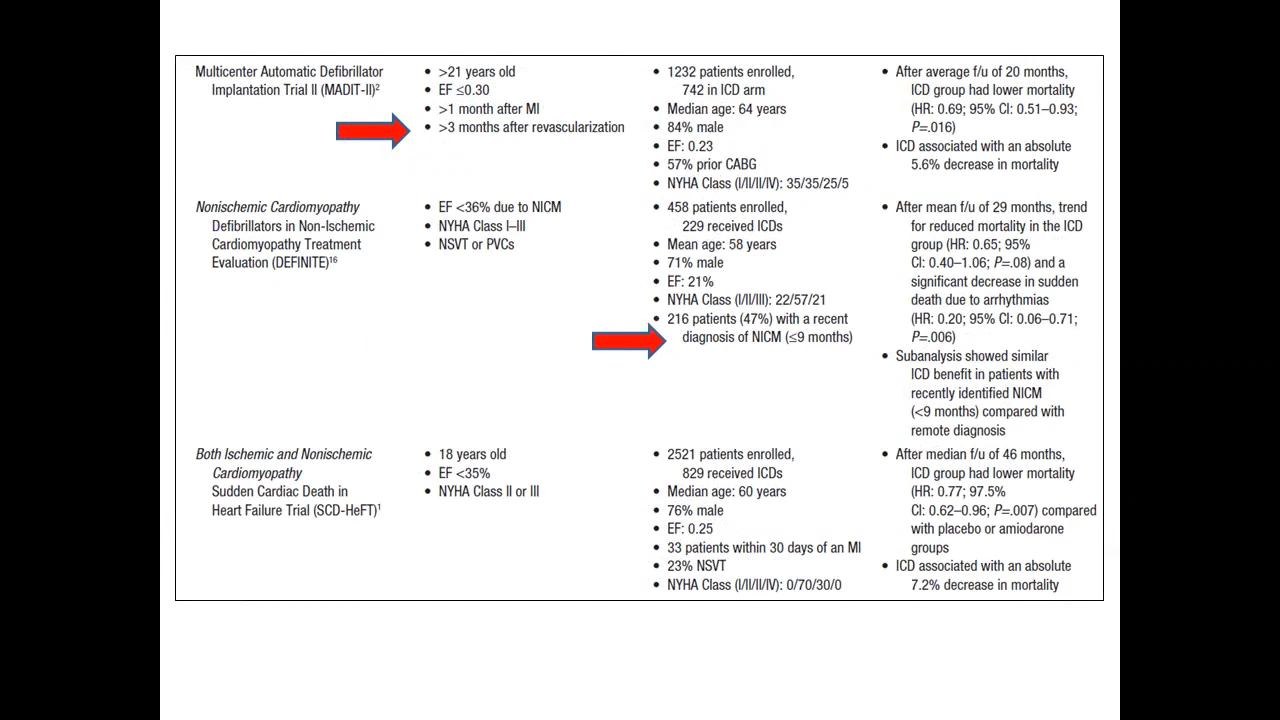 Multicenter Automatic Defibrillator
Implantation Trial II (MADIT-II)2
• >21 years old
• EF ≤0.30
• >1 month after MI
• >3 months after revascularization
• 1232 patients enrolled,
742 in ICD arm
• Median age: 64 years
• 84% male
• EF: 0.23
• 57% prior CABG
• NYHA Class (I/II/II/IV): 35/35/25/5
• After average f/u of 20 months,
ICD group had lower mortality
(HR: 0.69; 95% CI: 0.51–0.93;
P=.016)
• ICD associated with an absolute
5.6% decrease in mortality
Nonischemic Cardiomyopathy
Defibrillators in Non-Ischemic
Cardiomyopathy Treatment
Evaluation (DEFINITE)16
• EF <36% due to NICM
• NYHA Class I–III
• NSVT or PVCs
• 458 patients enrolled,
229 received ICDs
• Mean age: 58 years
• 71% male
• EF: 21%
• NYHA Class (I/II/III): 22/57/21
• 216 patients (47%) with a recent
diagnosis of NICM (≤9 months)
• After mean f/u of 29 months, trend
for reduced mortality in the ICD
group (HR: 0.65; 95%
CI: 0.40–1.06; P=.08) and a
significant decrease in sudden
death due to arrhythmias
(HR: 0.20; 95% CI: 0.06–0.71;
P=.006)
• Subanalysis showed similar
ICD benefit in patients with
recently identified NICM
(<9 months) compared with
remote diagnosis
Both Ischemic and Nonischemic
Cardiomyopathy
Sudden Cardiac Death in
Heart Failure Trial (SCD-HeFT)1
• 18 years old
• EF <35%
• NYHA Class II or III
• 2521 patients enrolled,
829 received ICDs
• Median age: 60 years
• 76% male
• EF: 0.25
• 33 patients within 30 days of an MI
• 23% NSVT
• NYHA Class (I/II/II/IV): 0/70/30/0
• After median f/u of 46 months,
ICD group had lower mortality
(HR: 0.77; 97.5%
CI: 0.62–0.96; P=.007) compared
with placebo or amiodarone
groups
• ICD associated with an absolute
7.2% decrease in mortality